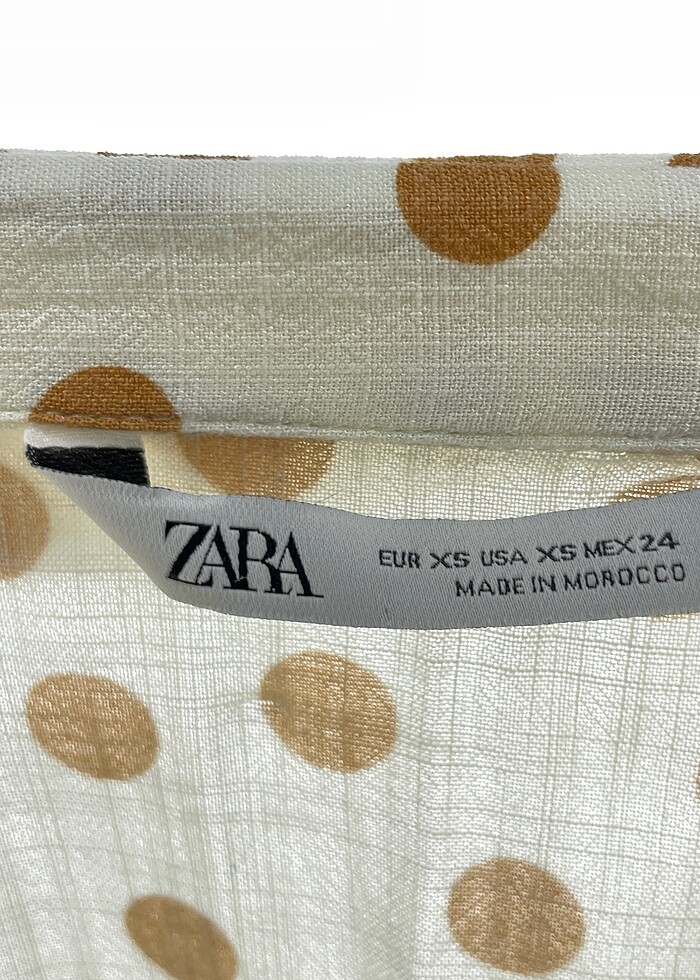 ZARA
EUR XS USA XS MEX 24
MADE IN MOROCCO